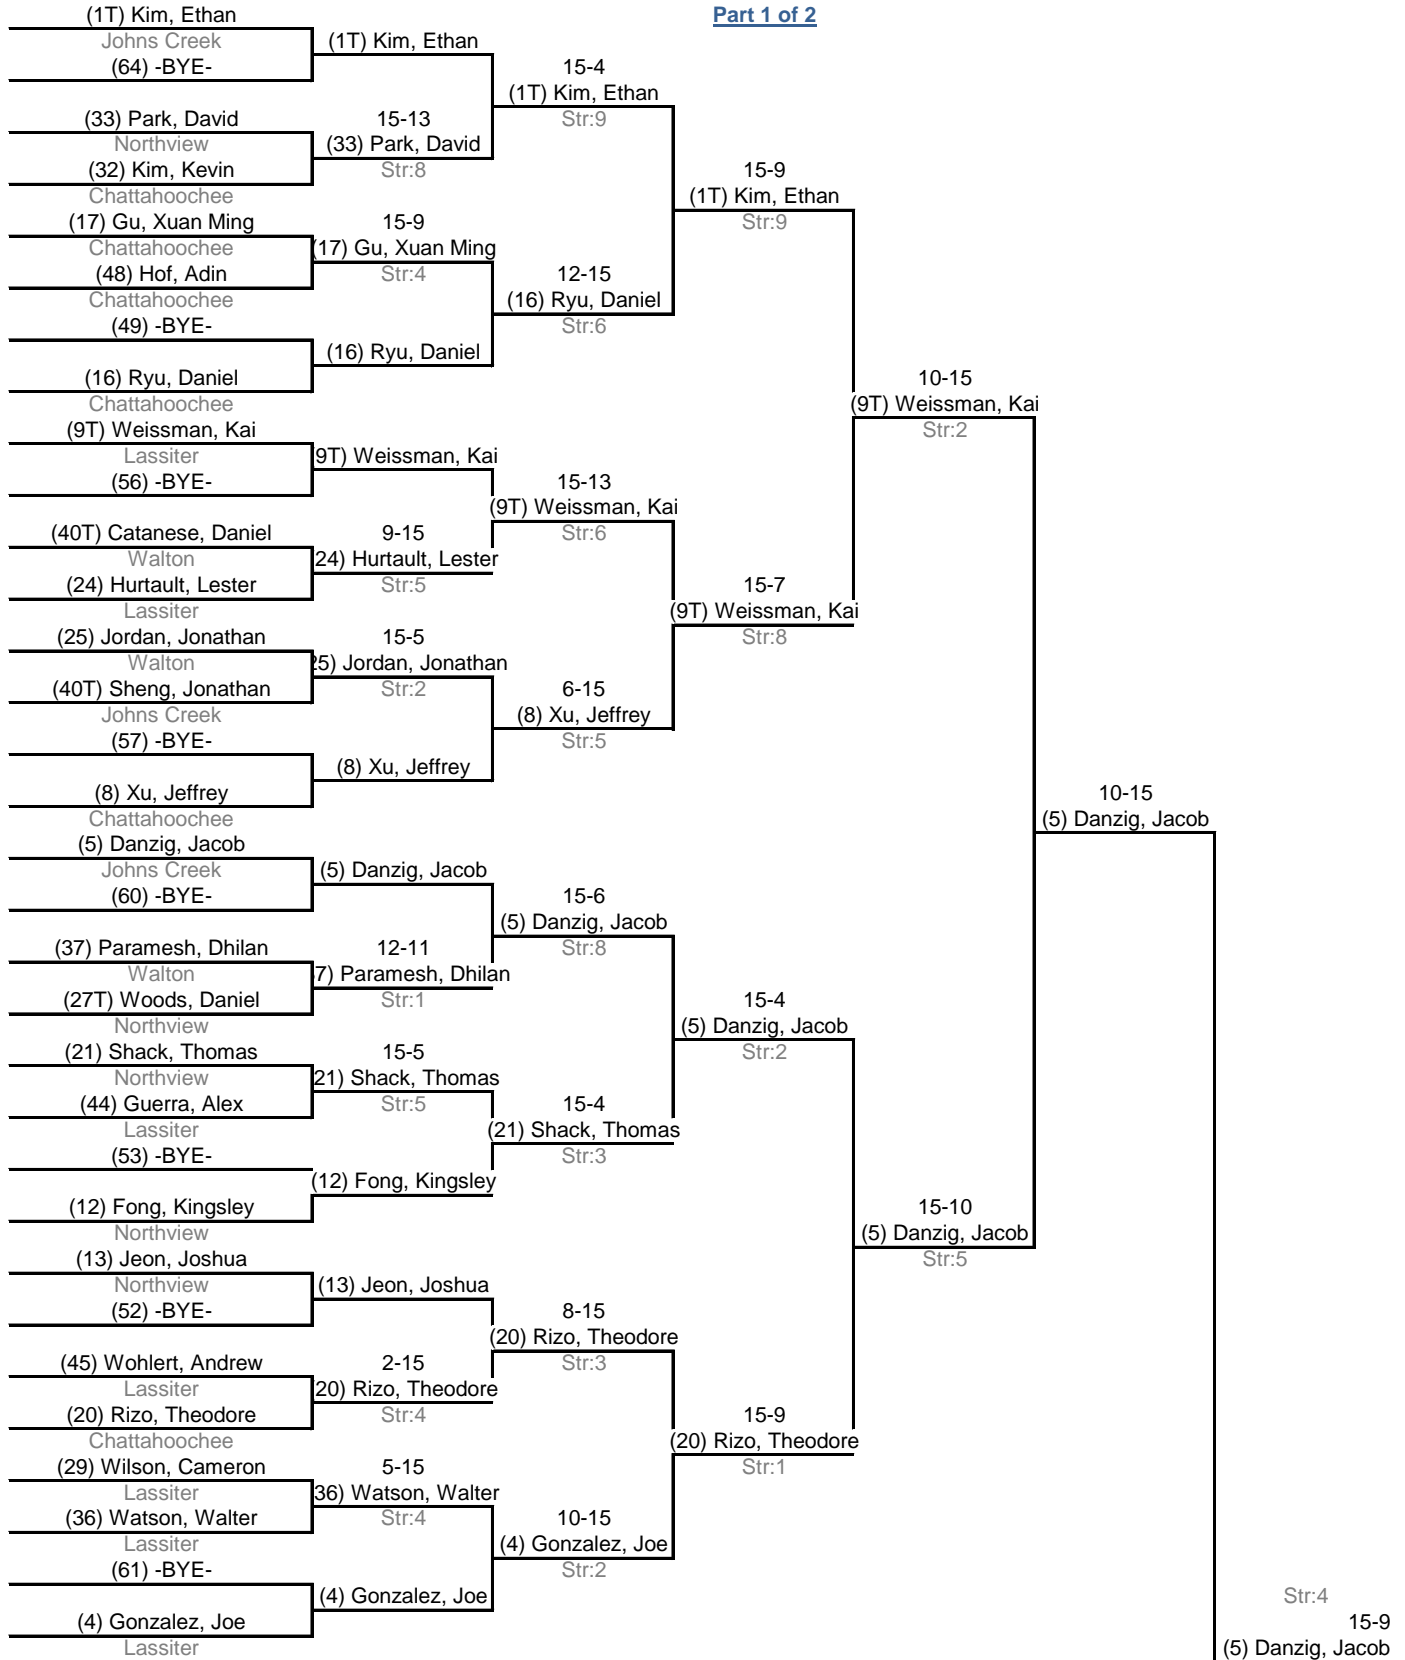 Part 1 of 2
(1T) Kim, Ethan
Johns Creek
(64) -BYE-
(33) Park, David
Northview
(32) Kim, Kevin
Chattahoochee
(17) Gu, Xuan Ming
Chattahoochee
(48) Hof, Adin
Chattahoochee
(49) -BYE-
(16) Ryu, Daniel
Chattahoochee
(9T) Weissman, Kai
Lassiter
(56) -BYE-
(40T) Catanese, Daniel
Walton
(24) Hurtault, Lester
Lassiter
(25) Jordan, Jonathan
Walton
(40T) Sheng, Jonathan
Johns Creek
(57) -BYE-
(8) Xu, Jeffrey
Chattahoochee
(5) Danzig, Jacob
Johns Creek
(60) -BYE-
(37) Paramesh, Dhilan
Walton
(27T) Woods, Daniel
Northview
(21) Shack, Thomas
Northview
(44) Guerra, Alex
Lassiter
(53) -BYE-
(12) Fong, Kingsley
Northview
(13) Jeon, Joshua
Northview
(52) -BYE-
(45) Wohlert, Andrew
Lassiter
(20) Rizo, Theodore
Chattahoochee
(29) Wilson, Cameron
Lassiter
(36) Watson, Walter
Lassiter
(61) -BYE-
(4) Gonzalez, Joe
Lassiter
(1T) Kim, Ethan
15-13
(33) Park, David
Str:8
15-9
(17) Gu, Xuan Ming
Str:4
(16) Ryu, Daniel
9T) Weissman, Kai
9-15
24) Hurtault, Lester
Str:5
15-5
25) Jordan, Jonathan
Str:2
(8) Xu, Jeffrey
(5) Danzig, Jacob
12-11
7) Paramesh, Dhilan
Str:1
15-5
21) Shack, Thomas
Str:5
(12) Fong, Kingsley
(13) Jeon, Joshua
2-15
20) Rizo, Theodore
Str:4
5-15
36) Watson, Walter
Str:4
(4) Gonzalez, Joe
15-4
(1T) Kim, Ethan
Str:9
12-15
(16) Ryu, Daniel
Str:6
15-13
(9T) Weissman, Kai
Str:6
6-15
(8) Xu, Jeffrey
Str:5
15-6
(5) Danzig, Jacob
Str:8
15-4
(21) Shack, Thomas
Str:3
8-15
(20) Rizo, Theodore
Str:3
10-15
(4) Gonzalez, Joe
Str:2
15-9
(1T) Kim, Ethan
Str:9
15-7
(9T) Weissman, Kai
Str:8
15-4
(5) Danzig, Jacob
Str:2
15-9
(20) Rizo, Theodore
Str:1
10-15
(9T) Weissman, Kai
Str:2
15-10
(5) Danzig, Jacob
Str:5
10-15
(5) Danzig, Jacob
Str:4
15-9
(5) Danzig, Jacob